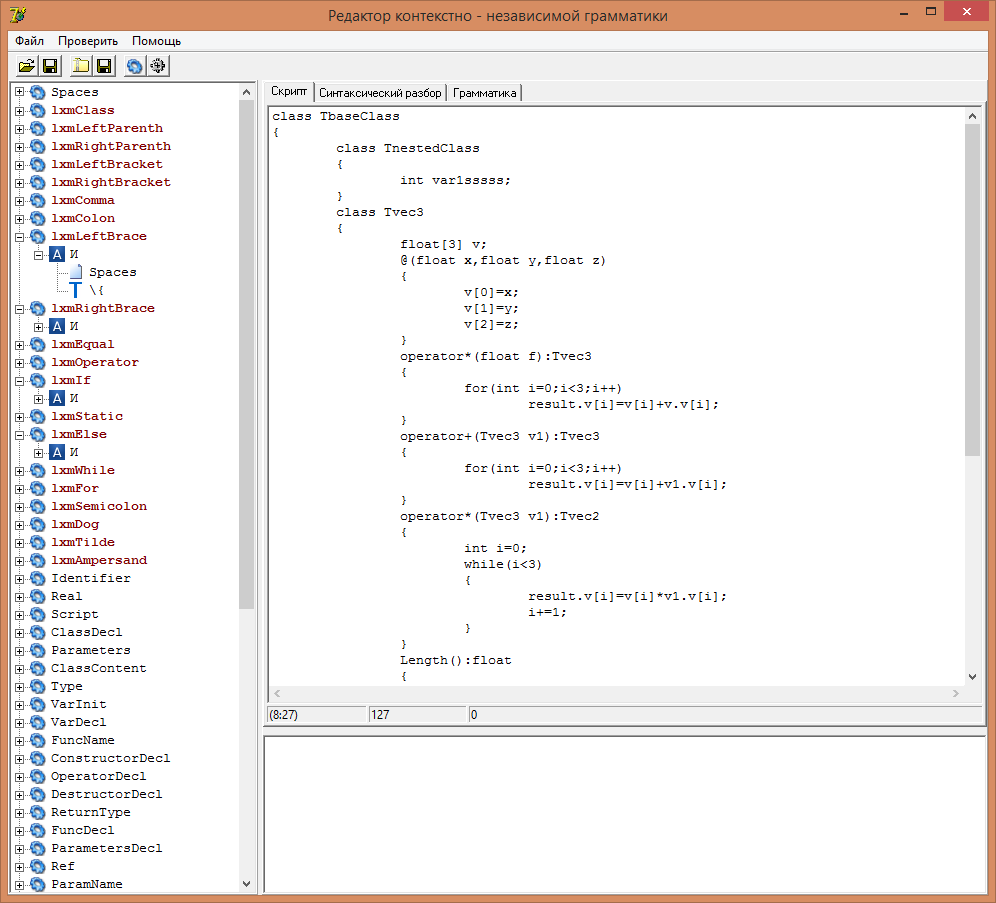 Редактор контекстно - независимой грамматики
Файл Проверить Помощь
Spaces
lxmClass
lxmLeftParenth
lxmRightParenth
lxmLeftBracket
lxmRightBracket
lxmComma
lxmColon
lxmLeftBrace
A И
Spaces
T \{
lxmRightBrace
A И
lxmEqual
lxmOperator
lxmIf
A И
lxmStatic
lxmElse
A И
lxmWhile
lxmFor
lxmSemicolon
lxmDog
lxmTilde
lxmAmpersand
Identifier
Real
Script
ClassDecl
Parameters
ClassContent
Type
VarInit
VarDecl
FuncName
ConstructorDecl
OperatorDecl
DestructorDecl
ReturnType
FuncDecl
ParametersDecl
Ref
ParamName
Скрипт Синтаксический разбор Грамматика
class TbaseClass
{
class TnestedClass
{
int var1sssss;
}
class Tvec3
{
float[3] v;
@(float x,float y,float z)
{
v[0]=x;
v[1]=y;
v[2]=z;
}
operator*(float f):Tvec3
{
for(int i=0;i<3;i++)
result.v[i]=v[i]+v.v[i];
}
operator+(Tvec3 v1):Tvec3
{
for(int i=0;i<3;i++)
result.v[i]=v[i]+v1.v[i];
}
operator*(Tvec3 v1):Tvec2
{
int i=0;
while(i<3)
{
result.v[i]=v[i]*v1.v[i];
i+=1;
}
}
Length():float
{
(8:27) 127 0